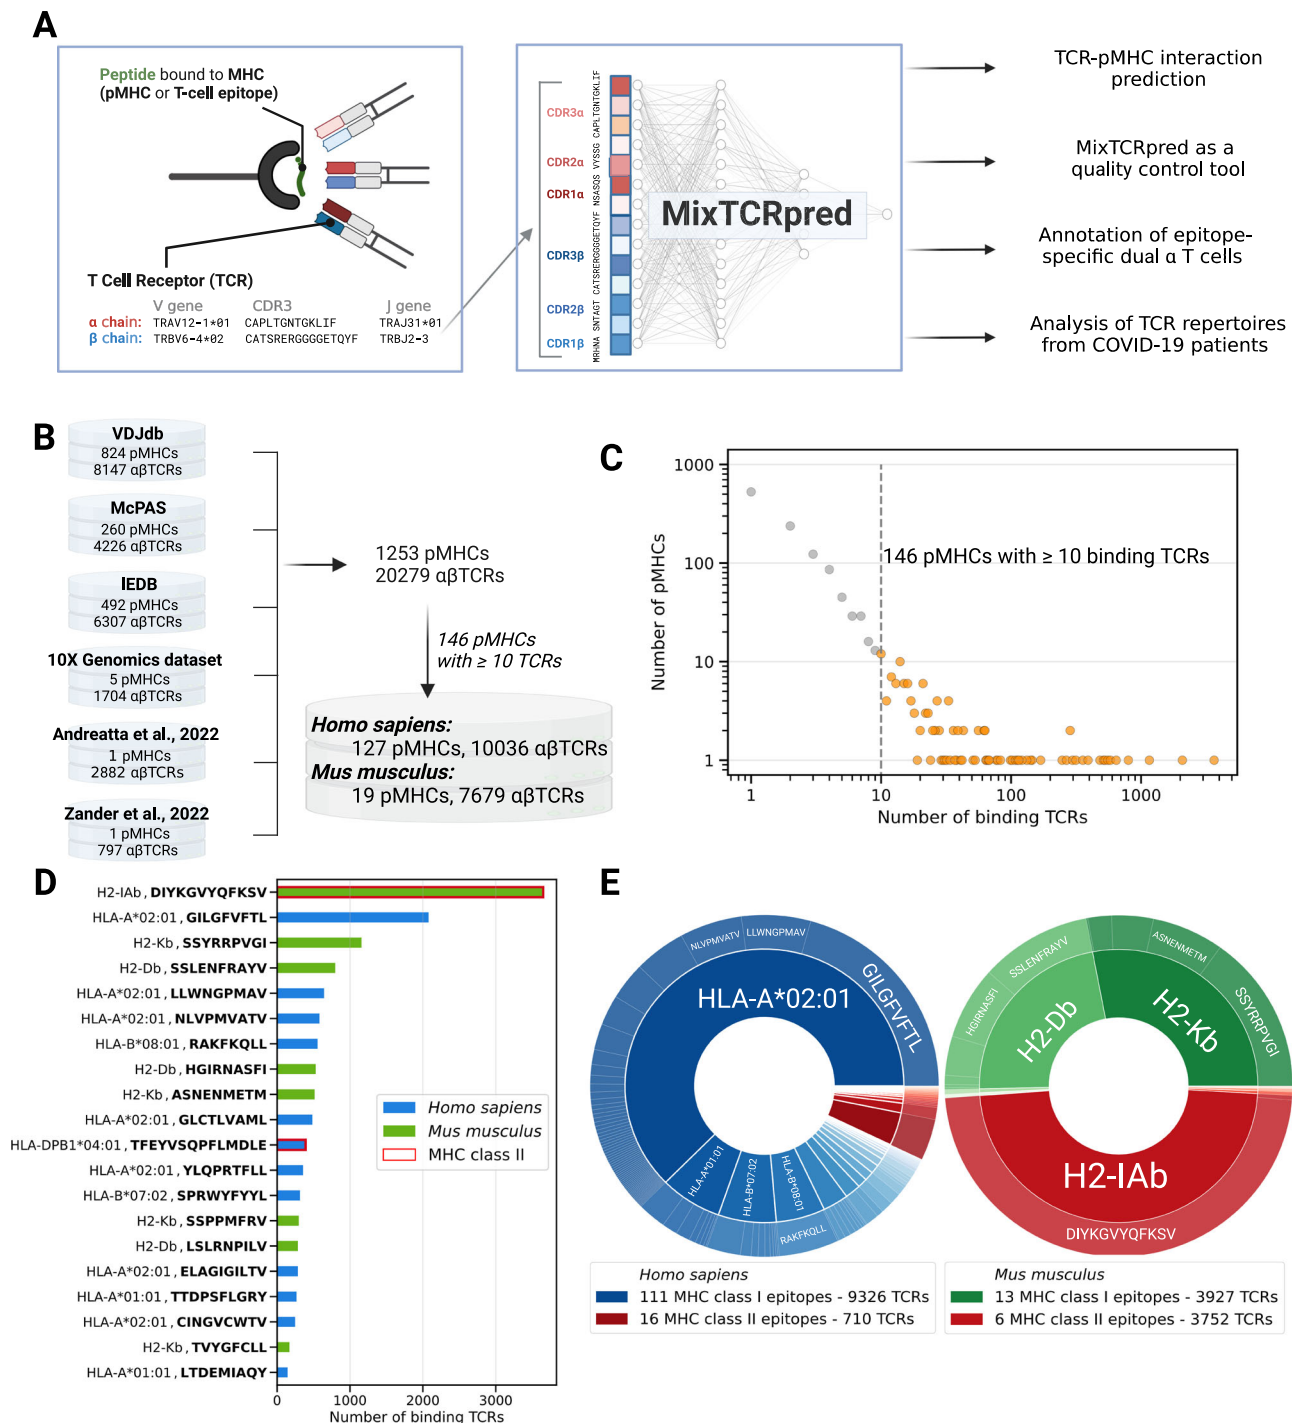 A
Peptide bound to MHC
(pMHC or T-cell epitope)
T Cell Receptor (TCR)
V gene CDR3 J gene
α chain: TRAV12-1*01 CAPLTGNTGKLIF TRAJ31*01
β chain: TRBV6-4*02 CATSRERGGGGETQYF TRBJ2-3
CDR3α
CDR2α
CDR1α
CDR3β
CDR2β
CDR1β
MRHNA SNTAGT CATSRERGGGGETQYF NSASQS VYSSG CAPLTGNTGKLIF
MixTCRpred
TCR-pMHC interaction
prediction
MixTCRpred as a
quality control tool
Annotation of epitope-
specific dual α T cells
Analysis of TCR repertoires
from COVID-19 patients
B
VDJdb
824 pMHCs
8147 αβTCRs
McPAS
260 pMHCs
4226 αβTCRs
IEDB
492 pMHCs
6307 αβTCRs
10X Genomics dataset
5 pMHCs
1704 αβTCRs
Andreatta et al., 2022
1 pMHCs
2882 αβTCRs
Zander et al., 2022
1 pMHCs
797 αβTCRs
1253 pMHCs
20279 αβTCRs
146 pMHCs
with ≥ 10 TCRs
Homo sapiens:
127 pMHCs, 10036 αβTCRs
Mus musculus:
19 pMHCs, 7679 αβTCRs
C
Number of pMHCs
1000
100
10
1
146 pMHCs with ≥ 10 binding TCRs
1 10 100 1000
Number of binding TCRs
D
H2-IAb, DIYKGVYQFKSV
HLA-A*02:01, GILGFVFTL
H2-Kb, SSYRRPVGI
H2-Db, SSLENFRAYV
HLA-A*02:01, LLWNGPMAV
HLA-A*02:01, NLVPMVATV
HLA-B*08:01, RAKFKQLL
H2-Db, HGIRNASFI
H2-Kb, ASNENMETM
HLA-A*02:01, GLCTLVAML
HLA-DPB1*04:01, TFEYVSQPFLMDLE
HLA-A*02:01, YLQPRTFLL
HLA-B*07:02, SPRWYFYYL
H2-Kb, SSPPMFRV
H2-Db, LSLRNPILV
HLA-A*02:01, ELAGIGILTV
HLA-A*01:01, TTDPSFLGRY
HLA-A*02:01, CINGVCWTV
H2-Kb, TVYGFCLL
HLA-A*01:01, LTDEMIAQY
0 1000 2000 3000
Number of binding TCRs
Homo sapiens
Mus musculus
MHC class II
E
NLVPMVATV
LLWNGPMAV
GILGFVFTL
HLA-A*02:01
HLA-A*01:01
HLA-B*07:02
HLA-B*08:01
RAKFKQLL
Homo sapiens
111 MHC class I epitopes - 9326 TCRs
16 MHC class II epitopes - 710 TCRs
HGIRNASFI
SSLENFRAYV
ASNENMETM
SSYRRPVGI
H2-Db
H2-Kb
H2-IAb
DIYKGVYQFKSV
Mus musculus
13 MHC class I epitopes - 3927 TCRs
6 MHC class II epitopes - 3752 TCRs